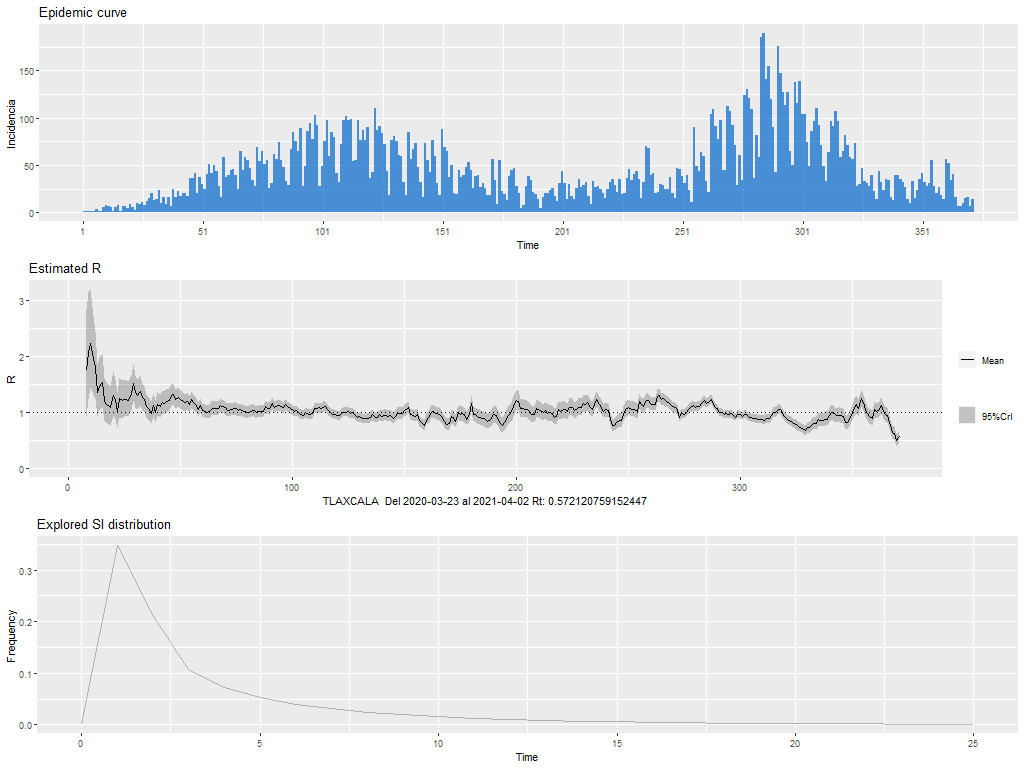 Epidemic curve
Incidencia
150
100
50
0
1 51 101 151 201 251 301 351
Time
Estimated R
R
3
2
1
0
Mean
95%CrI
0 100 200 300
TLAXCALA Del 2020-03-23 al 2021-04-02 Rt: 0.572120759152447
Explored SI distribution
Frequency
0.3
0.2
0.1
0.0
0 5 10 15 20 25
Time